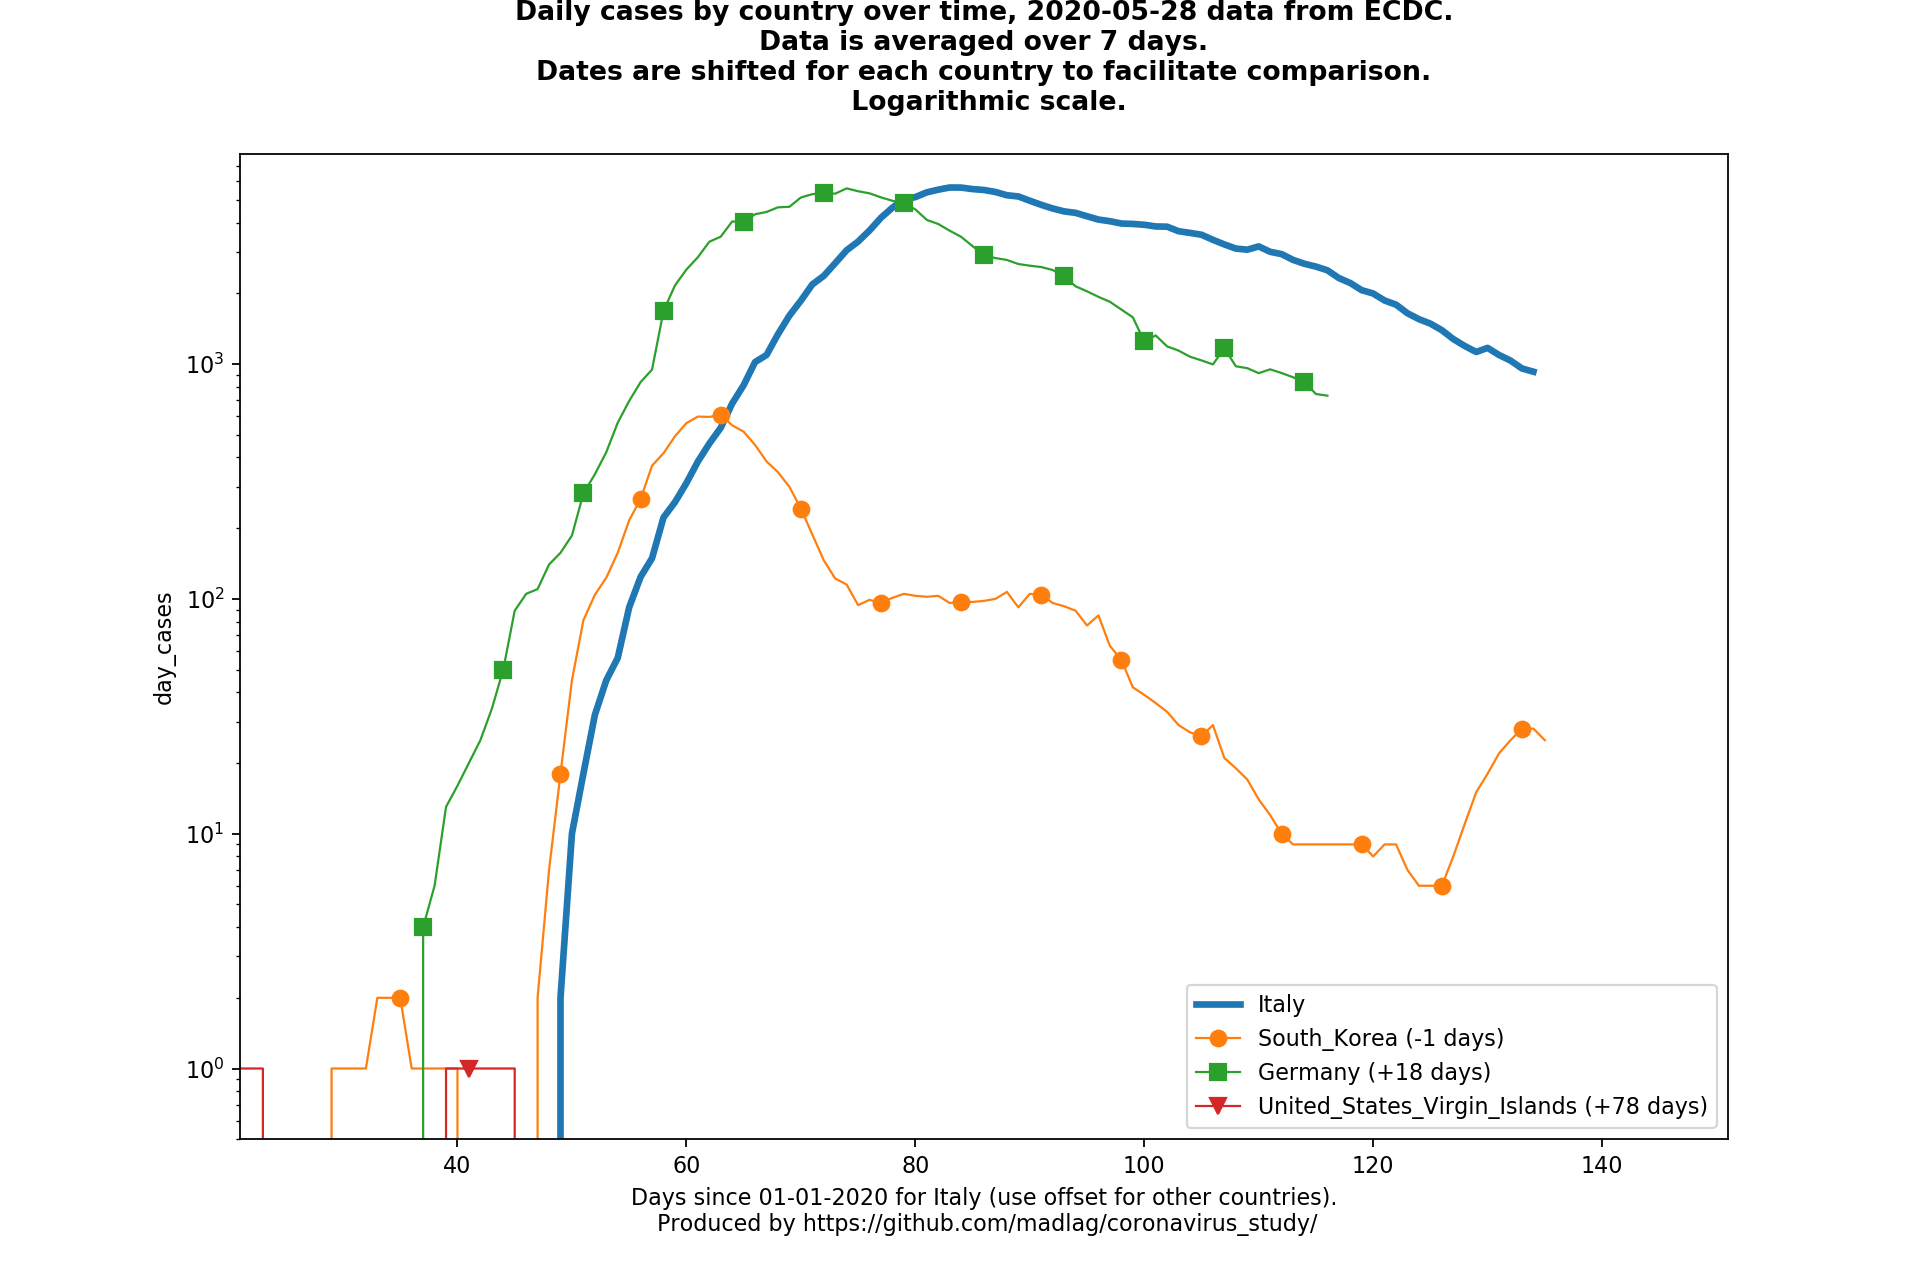 Daily cases by country over time, 2020-05-28 data from ECDC.
Data is averaged over 7 days.
Dates are shifted for each country to facilitate comparison.
Logarithmic scale.
10³
10²
10¹
10⁰
day_cases
40 60 80 100 120 140
Days since 01-01-2020 for Italy (use offset for other countries).
Produced by https://github.com/madlag/coronavirus_study/
Italy
South_Korea (-1 days)
Germany (+18 days)
United_States_Virgin_Islands (+78 days)